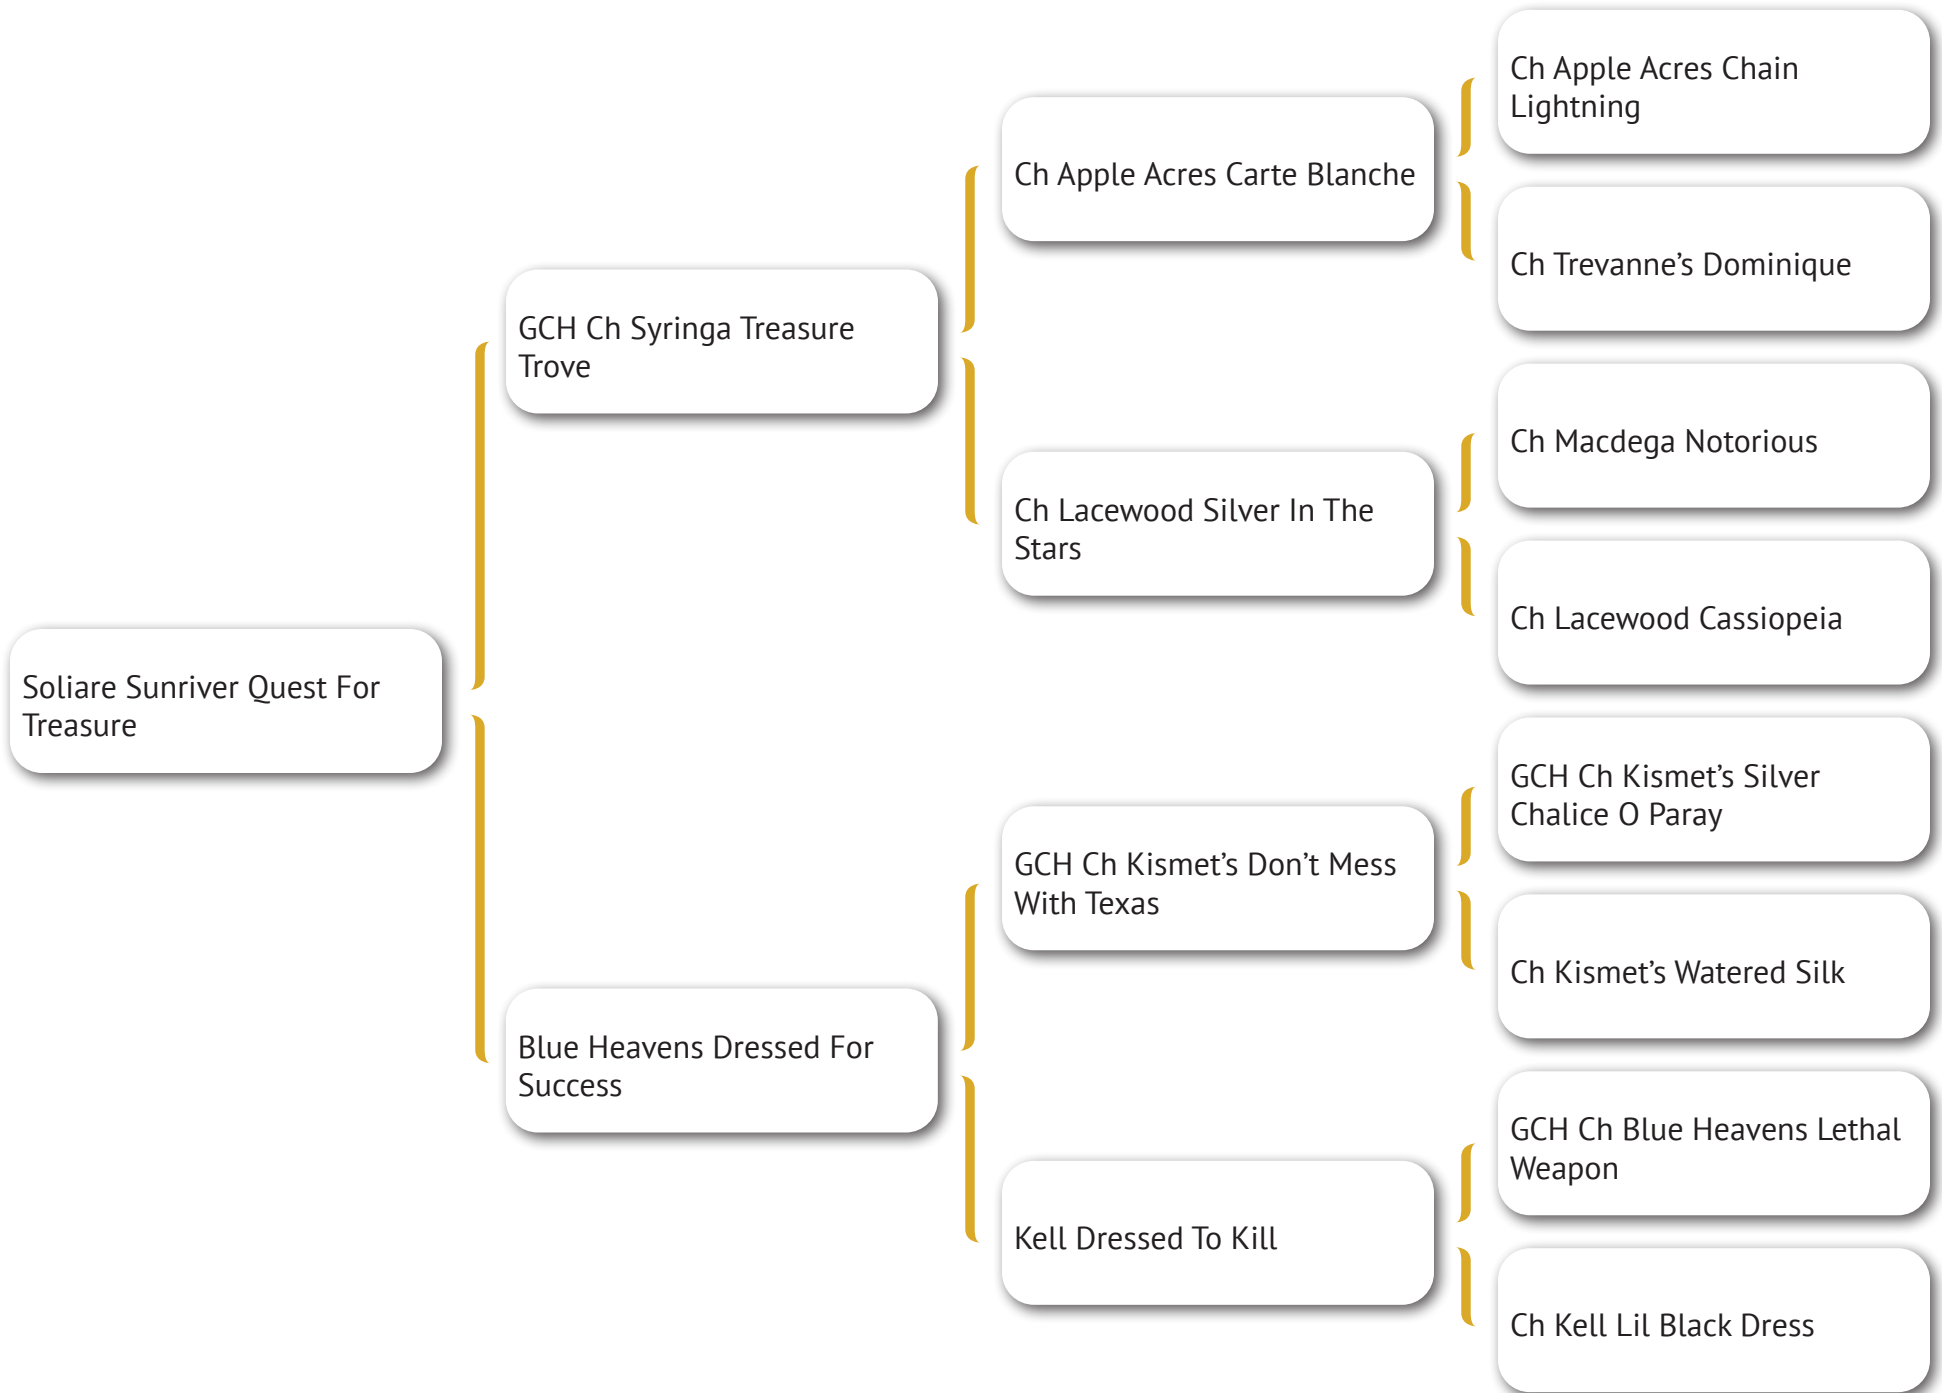 Soliare Sunriver Quest For
Treasure
GCH Ch Syringa Treasure
Trove
Blue Heavens Dressed For
Success
Ch Apple Acres Carte Blanche
Ch Lacewood Silver In The
Stars
GCH Ch Kismet’s Don’t Mess
With Texas
Kell Dressed To Kill
Ch Apple Acres Chain
Lightning
Ch Trevanne’s Dominique
Ch Macdega Notorious
Ch Lacewood Cassiopeia
GCH Ch Kismet’s Silver
Chalice O Paray
Ch Kismet’s Watered Silk
GCH Ch Blue Heavens Lethal
Weapon
Ch Kell Lil Black Dress